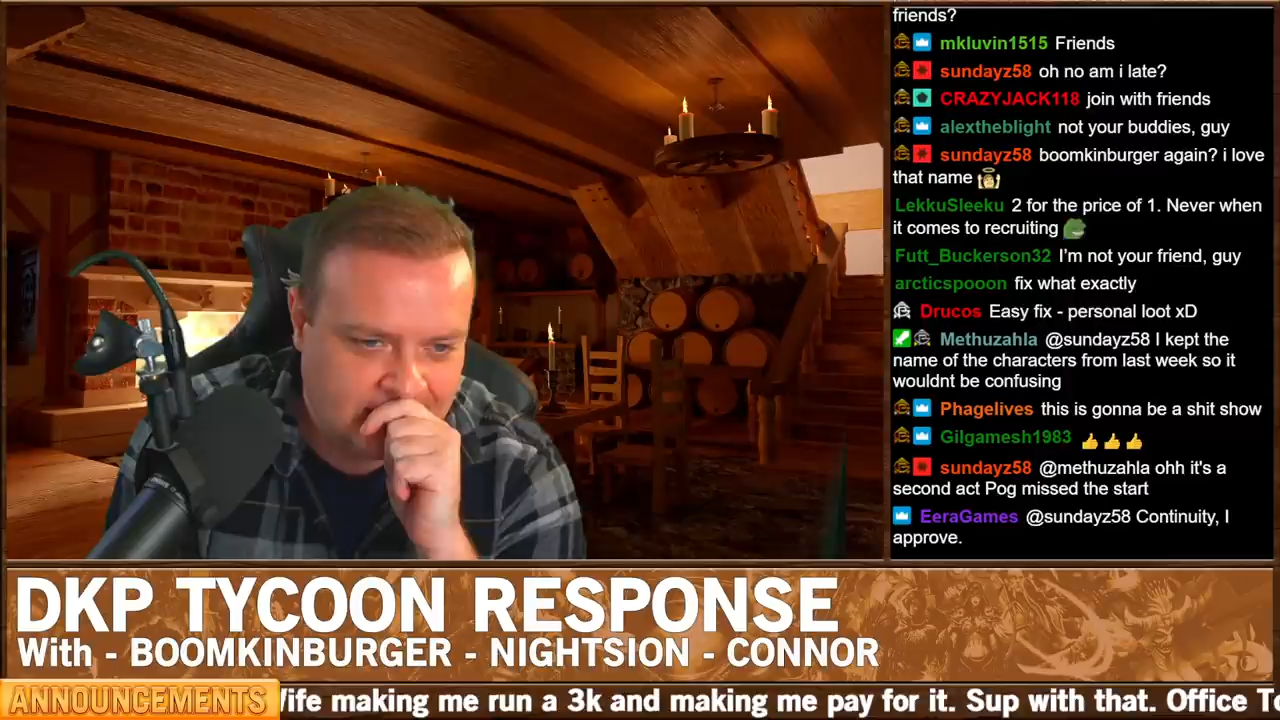 friends?
mkluvin1515 Friends
sundayz58 oh no am i late?
CRAZYJACK118 join with friends
alextheblight not your buddies, guy
sundayz58 boomkinburger again? i love
that name
LekkuSleeku 2 for the price of 1. Never when
it comes to recruiting
Futt_Buckerson32 I'm not your friend, guy
arcticspooon fix what exactly
Drucos Easy fix - personal loot xD
Methuzahla @sundayz58 I kept the
name of the characters from last week so it
wouldnt be confusing
Phagelives this is gonna be a shit show
Gilgamesh1983
sundayz58 @methuzahla ohh it's a
second act Pog missed the start
EeraGames @sundayz58 Continuity, I
approve.
DKP TYCOON RESPONSE
With - BOOMKINBURGER - NIGHTSION - CONNOR
ANNOUNCEMENTS
Wife making me run a 3k and making me pay for it. Sup with that. Office T